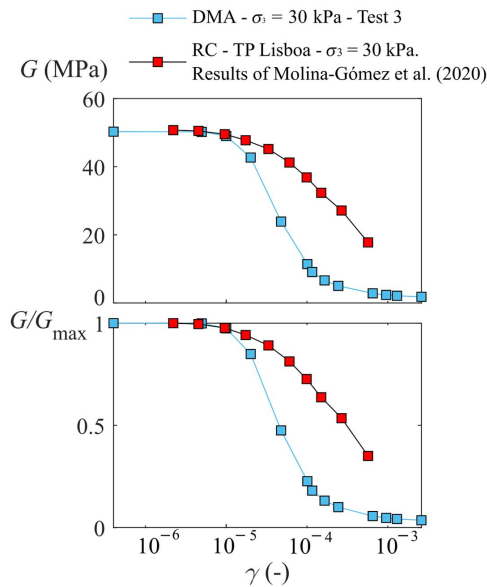 DMA - σ₃ = 30 kPa - Test 3
RC - TP Lisboa - σ₃ = 30 kPa.
Results of Molina-Gómez et al. (2020)
G (MPa)
60
40
20
0
G/Gmax
1
0.5
0
10⁻⁶ 10⁻⁵ 10⁻⁴ 10⁻³
γ (-)